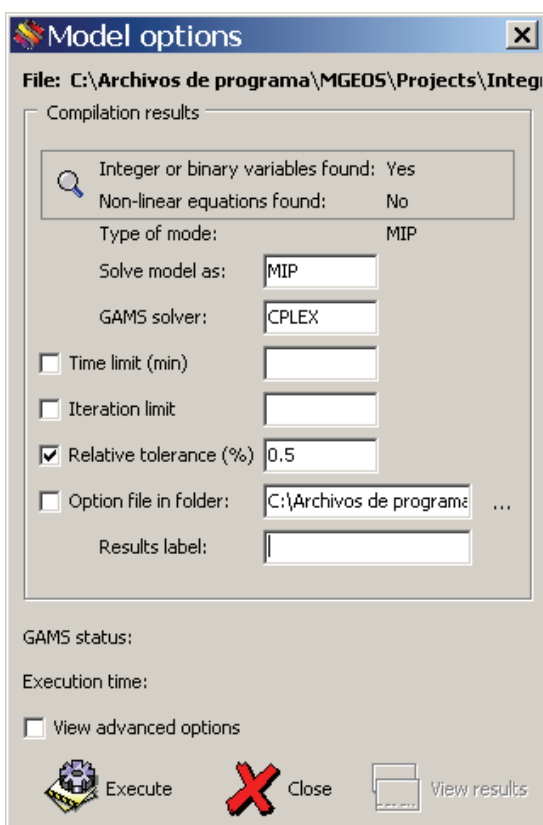 Model options
File: C:\Archivos de programa\MGEOS\Projects\Integ
Compilation results
Integer or binary variables found: Yes
Non-linear equations found: No
Type of mode: MIP
Solve model as: MIP
GAMS solver: CPLEX
Time limit (min)
Iteration limit
Relative tolerance (%) 0.5
Option file in folder: C:\Archivos de programa ...
Results label:
GAMS status:
Execution time:
View advanced options
Execute Close View results